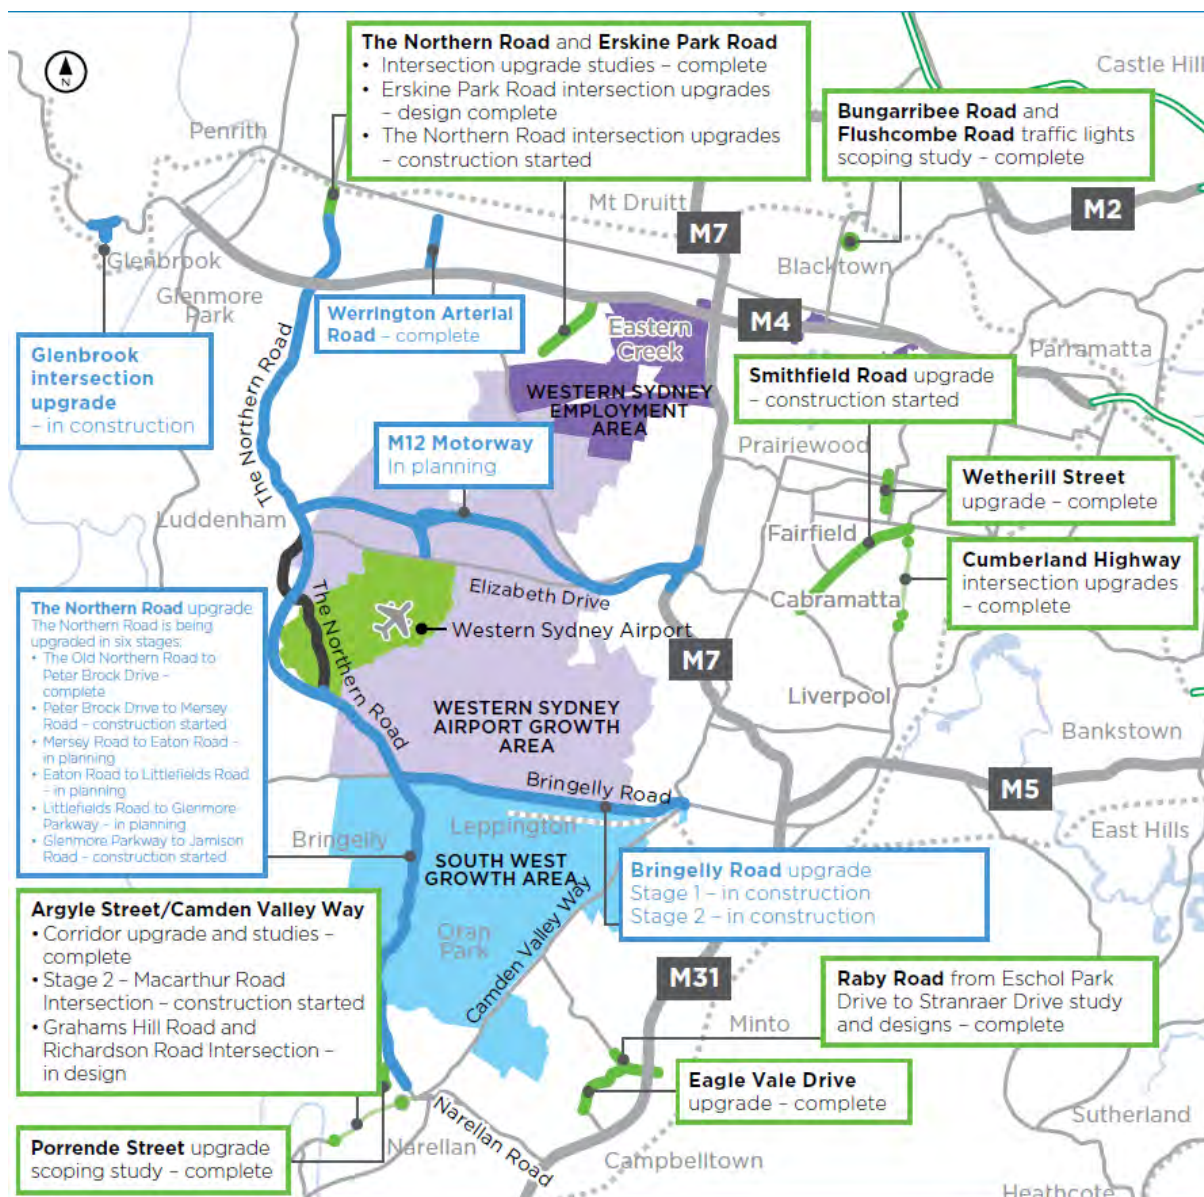 N
The Northern Road and Erskine Park Road
• Intersection upgrade studies – complete
• Erskine Park Road intersection upgrades
– design complete
• The Northern Road intersection upgrades
– construction started
Castle Hill
Bungarribee Road and
Flushcombe Road traffic lights
scoping study – complete
Penrith
Mt Druitt
M7
M2
Glenbrook
Blacktown
Glenmore
Park
Werrington Arterial
Road – complete
Eastern
Creek
M4
Parramatta
Glenbrook
intersection
upgrade
– in construction
The Northern Road
WESTERN SYDNEY
EMPLOYMENT
AREA
Smithfield Road upgrade
– construction started
M12 Motorway
In planning
Prairiewood
Wetherill Street
upgrade – complete
Luddenham
Fairfield
Cumberland Highway
intersection upgrades
– complete
Elizabeth Drive
Cabramatta
The Northern Road upgrade
The Northern Road is being
upgraded in six stages:
• The Old Northern Road to
Peter Brock Drive –
complete
• Peter Brock Drive to Mersey
Road – construction started
• Mersey Road to Eaton Road –
in planning
• Eaton Road to Littlefields Road
– in planning
• Littlefields Road to Glenmore
Parkway – in planning
• Glenmore Parkway to Jamison
Road – construction started
The Northern Road
Western Sydney Airport
M7
Liverpool
WESTERN SYDNEY
AIRPORT GROWTH
AREA
Bankstown
Bringelly Road
M5
Leppington
Bringelly
East Hills
SOUTH WEST
GROWTH AREA
Bringelly Road upgrade
Stage 1 – in construction
Stage 2 – in construction
Argyle Street/Camden Valley Way
• Corridor upgrade and studies –
complete
• Stage 2 – Macarthur Road
Intersection – construction started
• Grahams Hill Road and
Richardson Road Intersection –
in design
Oran
Park
Camden Valley Way
M31
Raby Road from Eschol Park
Drive to Stranraer Drive study
and designs – complete
Minto
Eagle Vale Drive
upgrade – complete
Sutherland
Porrende Street upgrade
scoping study – complete
Narellan
Narellan Road
Campbelltown
Heathcote